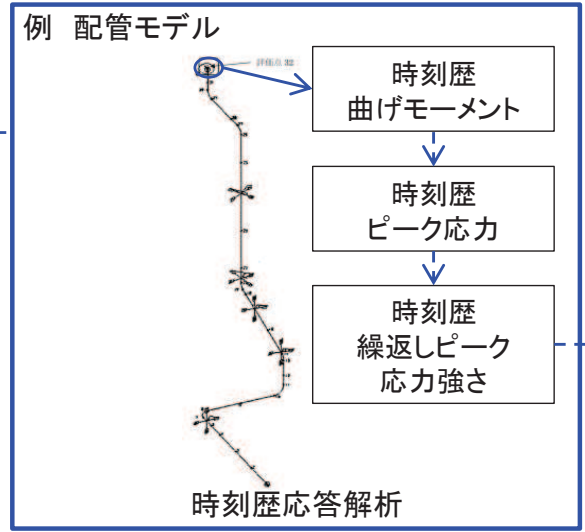 例 配管モデル
時刻歴
曲げモーメント
時刻歴
ピーク応力
時刻歴
繰返しピーク
応力強さ
時刻歴応答解析